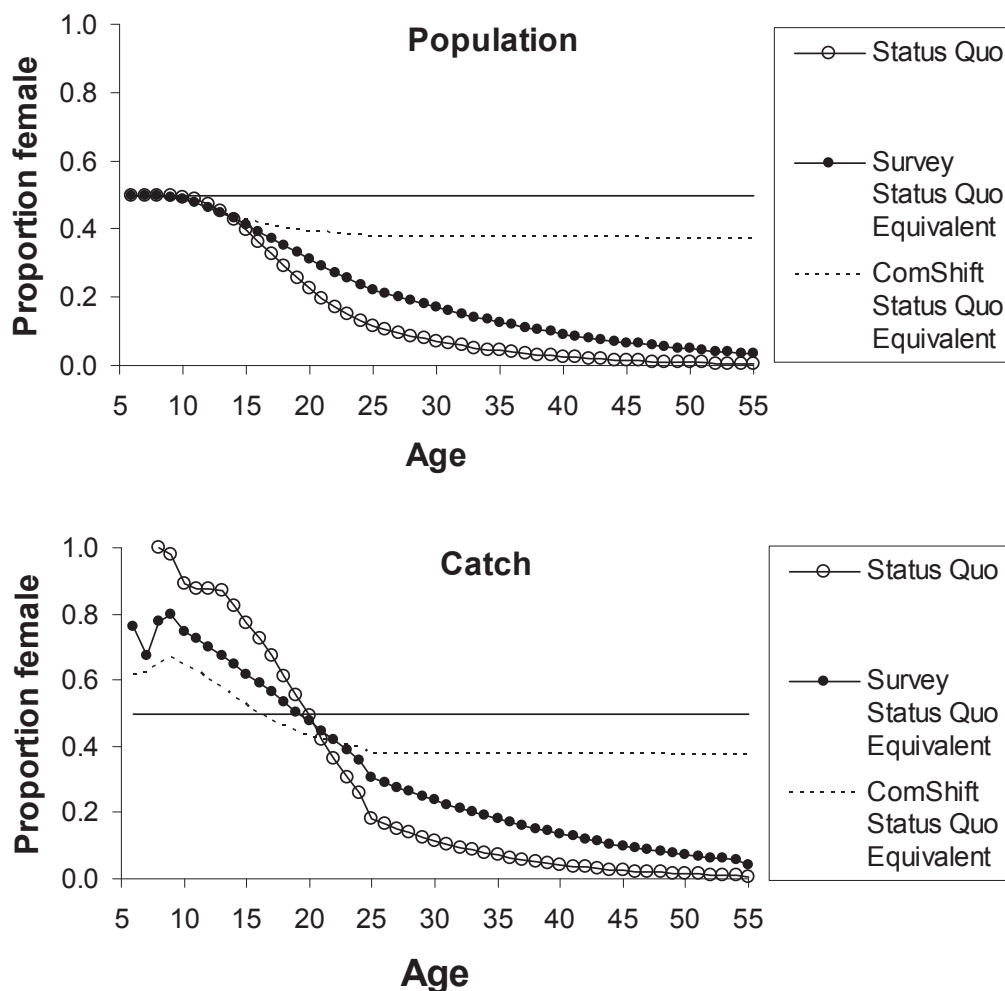 Population
Proportion female
1.0
0.8
0.6
0.4
0.2
0.0
5 10 15 20 25 30 35 40 45 50 55
Age
Status Quo
Survey
Status Quo
Equivalent
ComShift
Status Quo
Equivalent
Catch
Proportion female
1.0
0.8
0.6
0.4
0.2
0.0
5 10 15 20 25 30 35 40 45 50 55
Age
Status Quo
Survey
Status Quo
Equivalent
ComShift
Status Quo
Equivalent